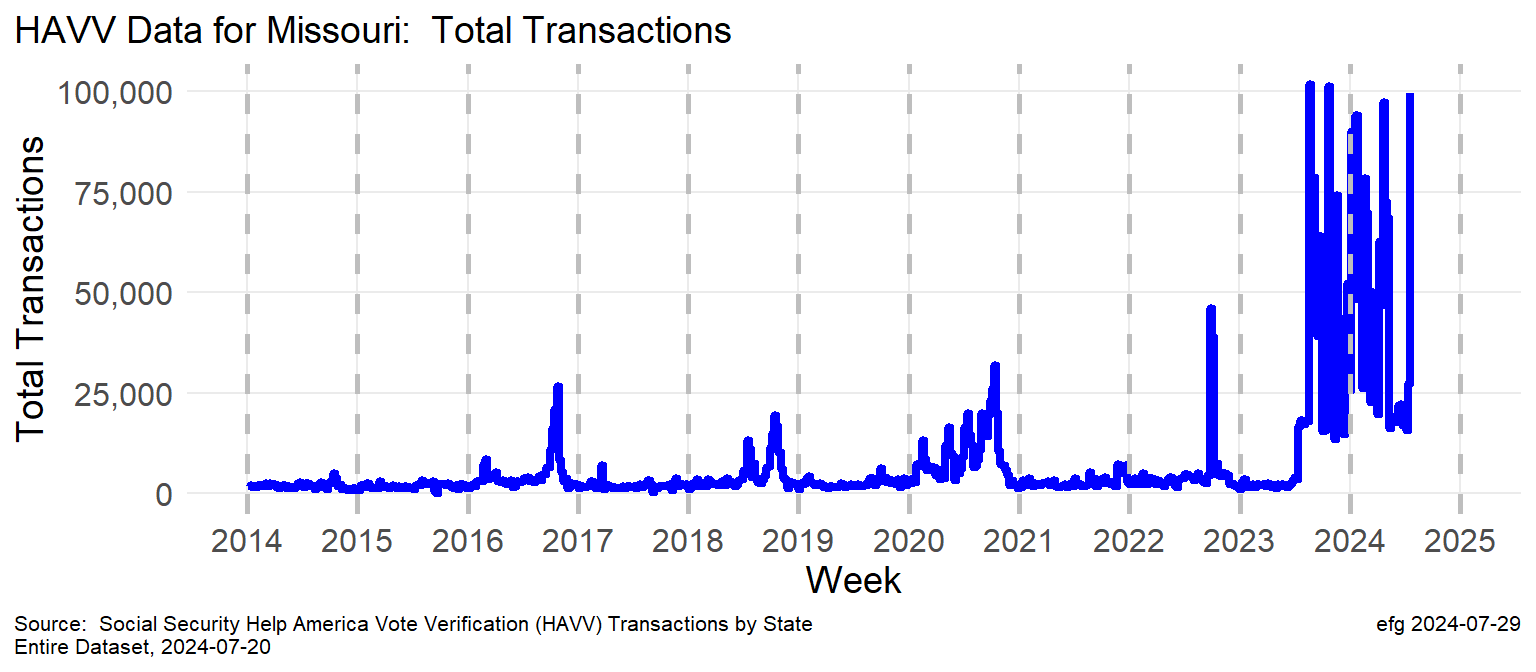 HAVV Data for Missouri:  Total Transactions
Total Transactions
100,000
75,000
50,000
25,000
0
2014 2015 2016 2017 2018 2019 2020 2021 2022 2023 2024 2025
Week
Source:  Social Security Help America Vote Verification (HAVV) Transactions by State
Entire Dataset, 2024-07-20
efg 2024-07-29